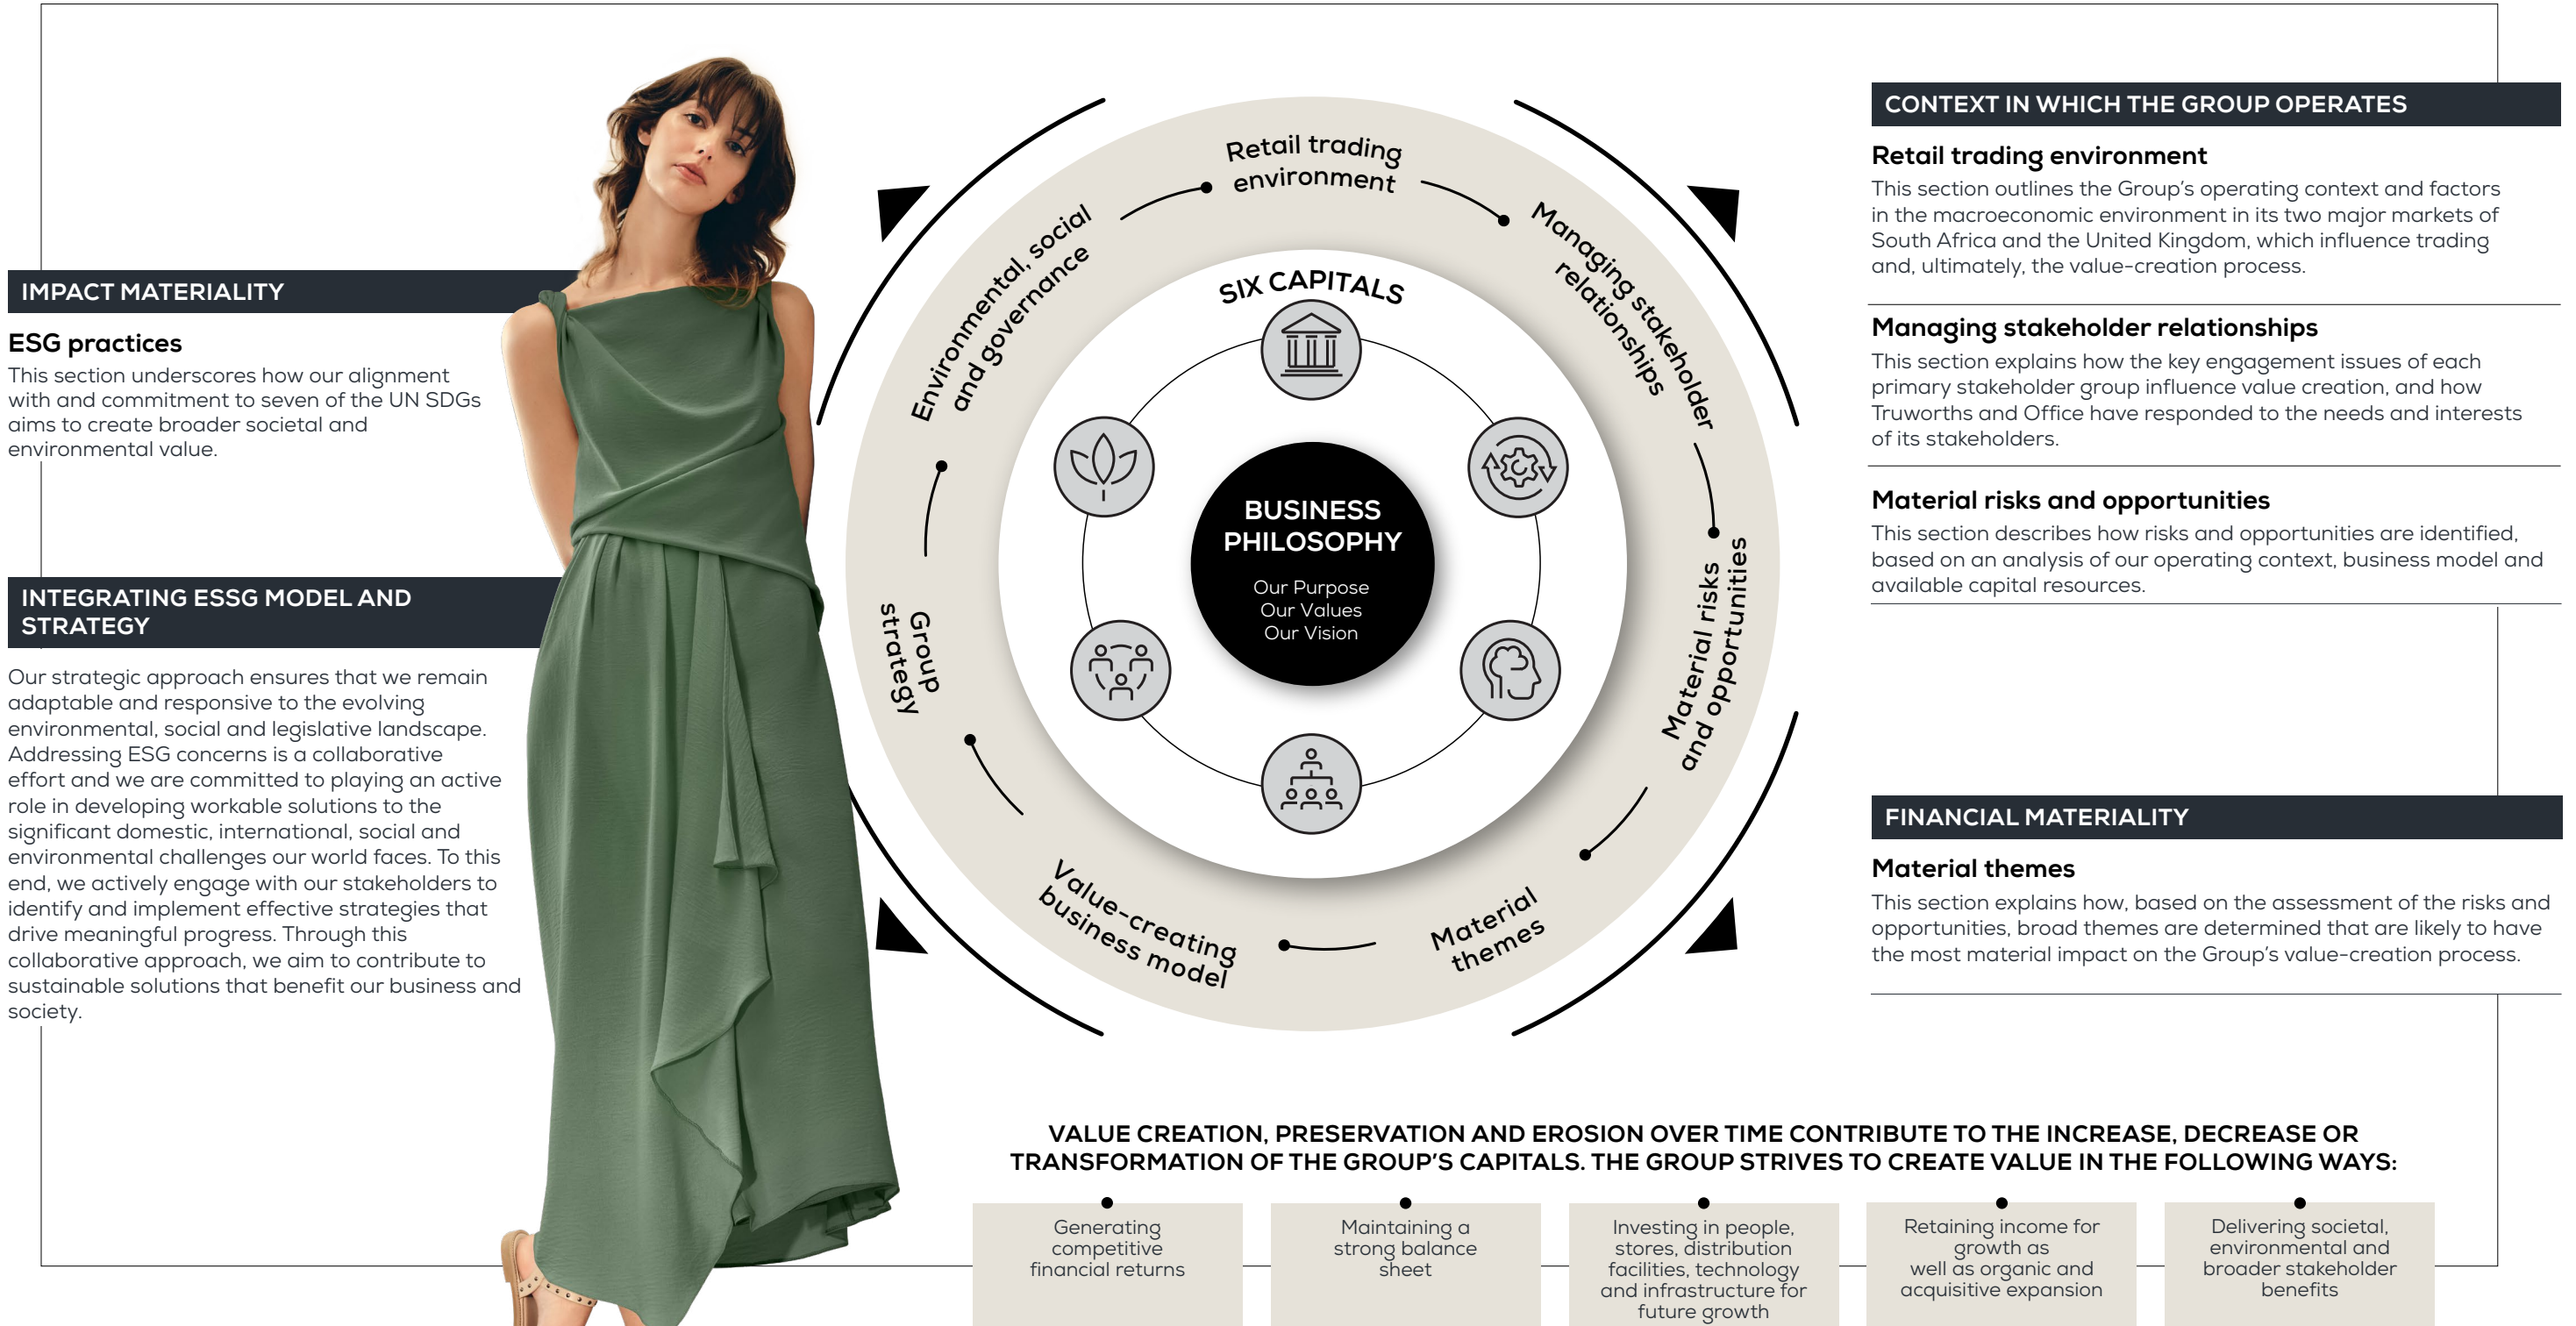 IMPACT MATERIALITY
ESG practices
This section underscores how our alignment
with and commitment to seven of the UN SDGs
aims to create broader societal and
environmental value.
INTEGRATING ESSG MODEL AND
STRATEGY
Our strategic approach ensures that we remain
adaptable and responsive to the evolving
environmental, social and legislative landscape.
Addressing ESG concerns is a collaborative
effort and we are committed to playing an active
role in developing workable solutions to the
significant domestic, international, social and
environmental challenges our world faces. To this
end, we actively engage with our stakeholders to
identify and implement effective strategies that
drive meaningful progress. Through this
collaborative approach, we aim to contribute to
sustainable solutions that benefit our business and
society.
Retail trading
environment
Managing stakeholder
relationships
Material risks
and opportunities
Material
themes
Value-creating
business model
Group
strategy
Environmental, social
and governance
SIX CAPITALS
BUSINESS
PHILOSOPHY
Our Purpose
Our Values
Our Vision
CONTEXT IN WHICH THE GROUP OPERATES
Retail trading environment
This section outlines the Group's operating context and factors
in the macroeconomic environment in its two major markets of
South Africa and the United Kingdom, which influence trading
and, ultimately, the value-creation process.
Managing stakeholder relationships
This section explains how the key engagement issues of each
primary stakeholder group influence value creation, and how
Truworths and Office have responded to the needs and interests
of its stakeholders.
Material risks and opportunities
This section describes how risks and opportunities are identified,
based on an analysis of our operating context, business model and
available capital resources.
FINANCIAL MATERIALITY
Material themes
This section explains how, based on the assessment of the risks and
opportunities, broad themes are determined that are likely to have
the most material impact on the Group's value-creation process.
VALUE CREATION, PRESERVATION AND EROSION OVER TIME CONTRIBUTE TO THE INCREASE, DECREASE OR
TRANSFORMATION OF THE GROUP'S CAPITALS. THE GROUP STRIVES TO CREATE VALUE IN THE FOLLOWING WAYS:
Generating
competitive
financial returns
Maintaining a
strong balance
sheet
Investing in people,
stores, distribution
facilities, technology
and infrastructure for
future growth
Retaining income for
growth as
well as organic and
acquisitive expansion
Delivering societal,
environmental and
broader stakeholder
benefits